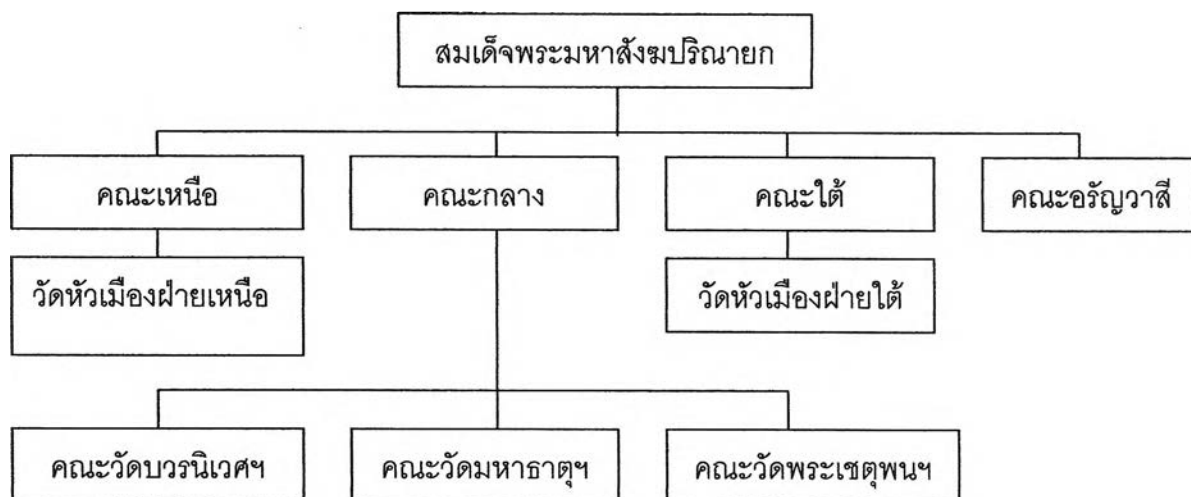 สมเด็จพระมหาสังฆปริณายก
คณะเหนือ
คณะกลาง
คณะใต้
คณะอรัญวาสี
วัดหัวเมืองฝ่ายเหนือ
วัดหัวเมืองฝ่ายใต้
คณะวัดบวรนิเวศฯ
คณะวัดมหาธาตุฯ
คณะวัดพระเชตุพนฯ